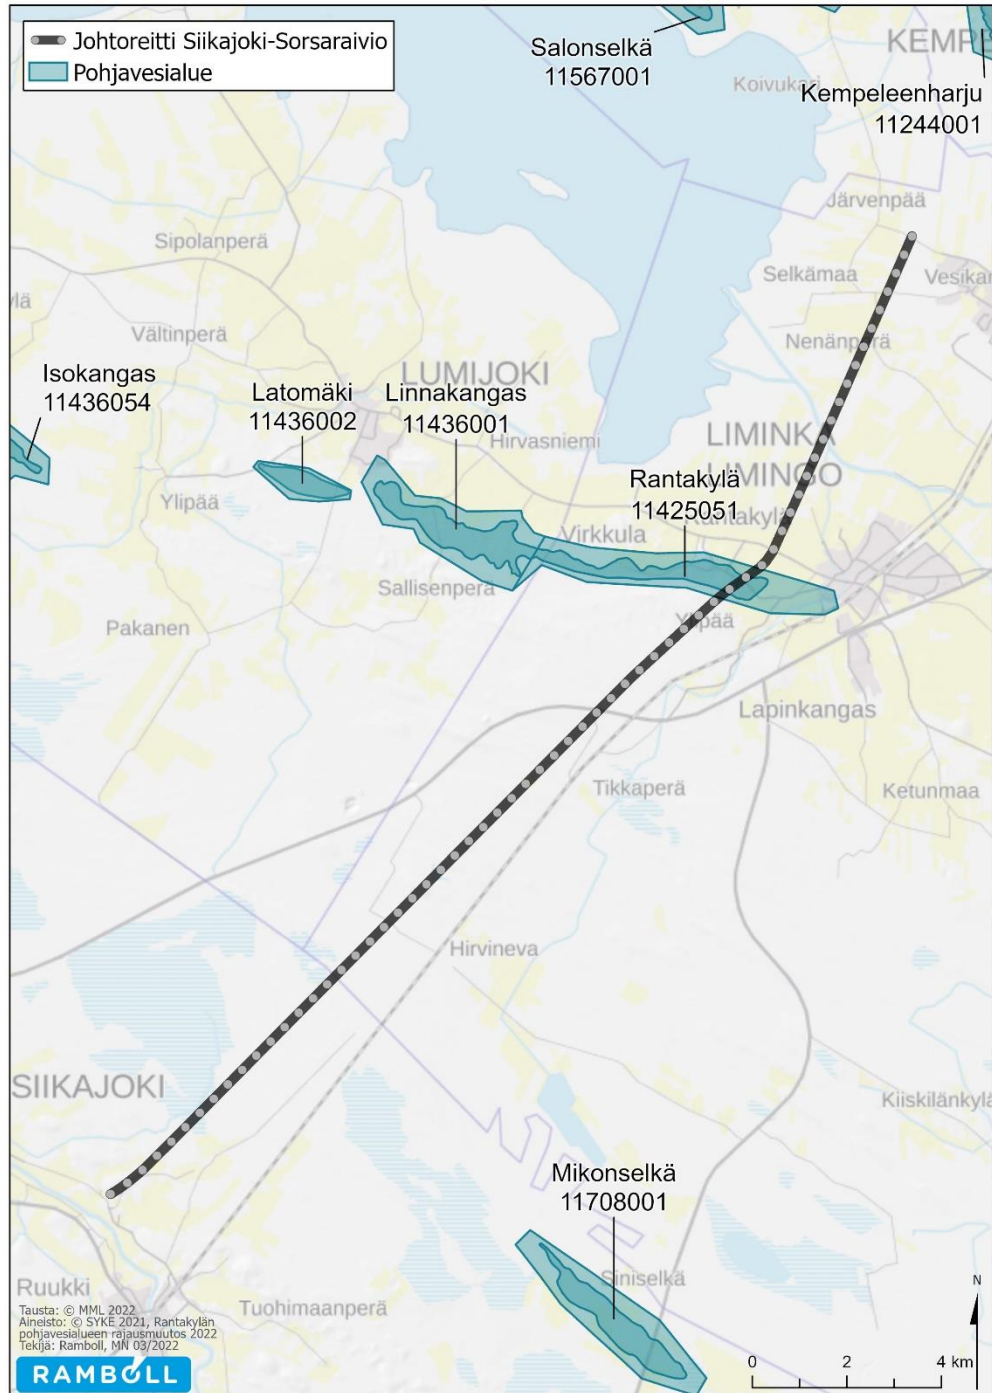 Johtoreitti Siikajoki-Sorsaraivio
Pohjavesialue
Salonselkä
11567001
Koivukari
Kempeleenharju
11244001
Järvenpää
Sipolanperä
Selkämaa
Vältinperä
Nenänperä
Isokangas
11436054
LUMIJOKI
Latomäki
11436002
Linnakangas
11436001
Hirvasniemi
LIMINKA
LIMINGO
Rantakylä
11425051
Rantakylä
Ylipää
Virkkula
Sallisenperä
Pakanen
Ylipää
Lapinkangas
Tikkaperä
Ketunmaa
Hirvineva
SIIKAJOKI
Kiiskilänkylä
Mikonselkä
11708001
Siniselkä
Ruukki
Tuohimaanperä
N
Tausta: © MML 2022
Aineisto: © SYKE 2021, Rantakylän
pohjavesialueen rajausmuutos 2022
Tekijä: Ramboll, MN 03/2022
RAMBOLL
0 2 4 km